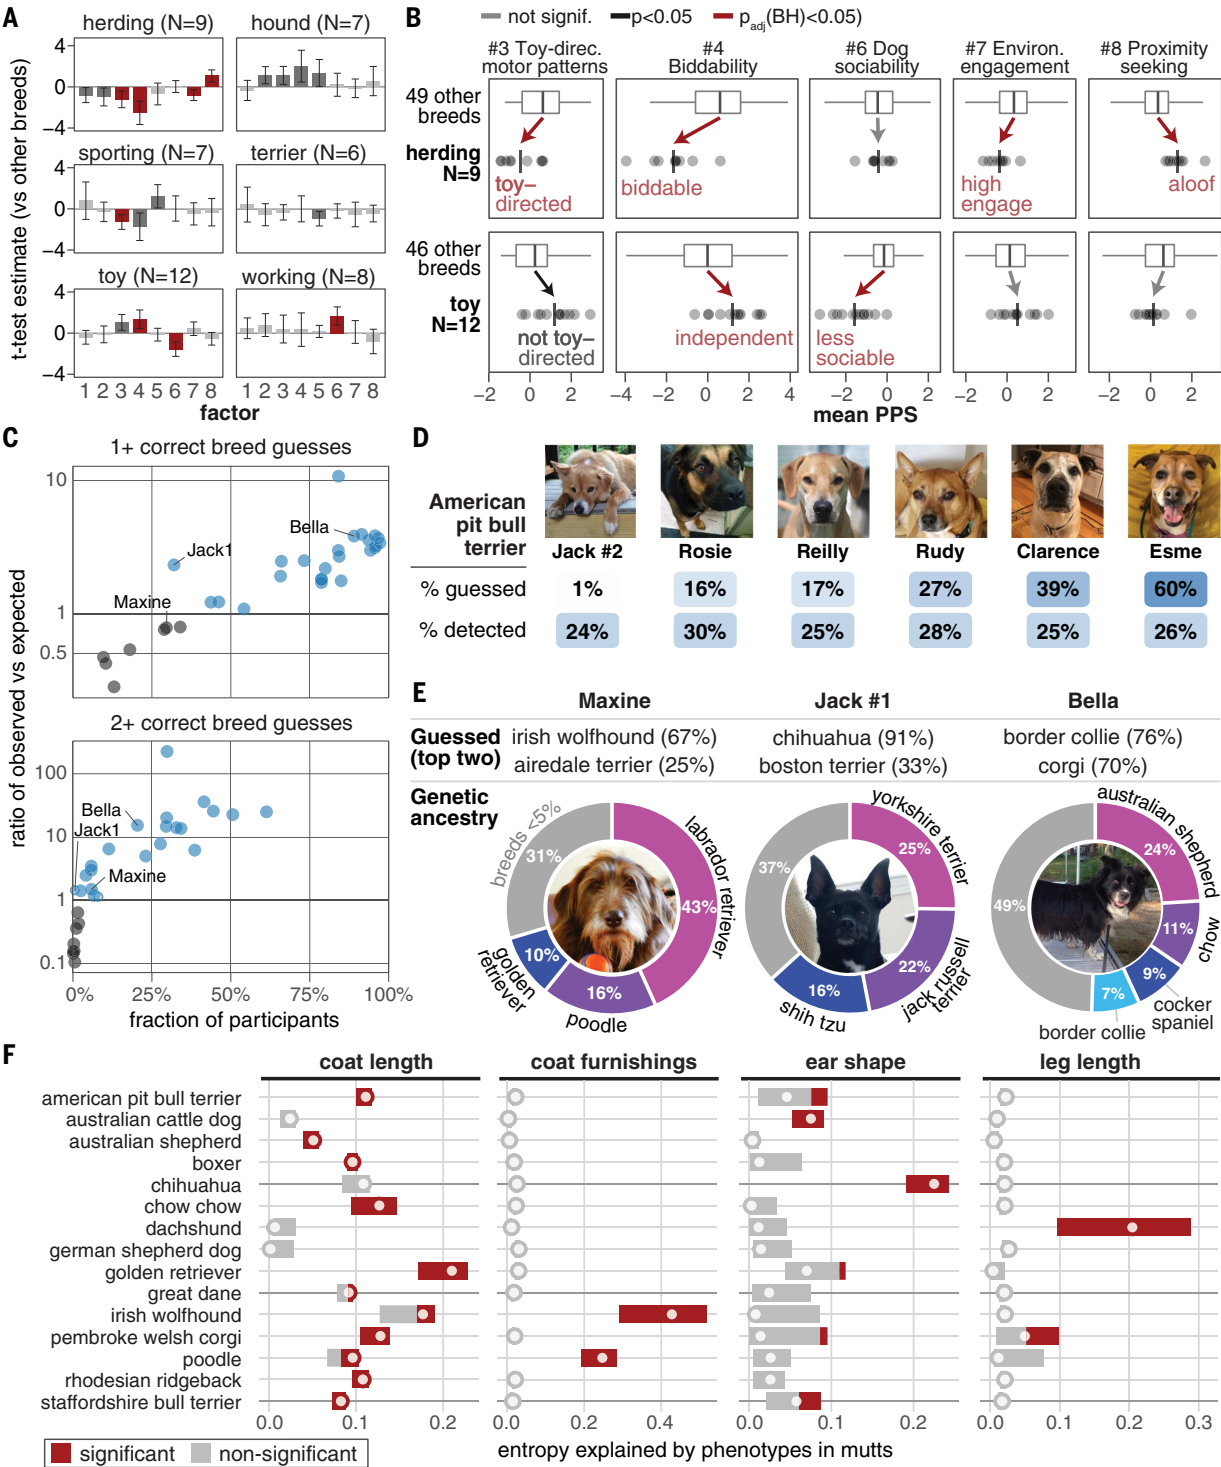 A
herding (N=9)
hound (N=7)
4
0
−4
sporting (N=7)
terrier (N=6)
4
0
−4
toy (N=12)
working (N=8)
4
0
−4
1 2 3 4 5 6 7 8
1 2 3 4 5 6 7 8
factor
t-test estimate (vs other breeds)
B
not signif.
p<0.05
padj(BH)<0.05)
#3 Toy-direc.
motor patterns
#4
Biddability
#6 Dog
sociability
#7 Environ.
engagement
#8 Proximity
seeking
49 other
breeds
herding
N=9
toy–
directed
biddable
high
engage
aloof
46 other
breeds
toy
N=12
not toy–
directed
independent
less
sociable
−2 0 2
−4 −2 0 2 4
−2 0 2
−2 0 2
−2 0 2
mean PPS
C
1+ correct breed guesses
10
1
0.5
Bella
Jack1
Maxine
2+ correct breed guesses
100
10
1
0.1
Bella
Jack1
Maxine
0% 25% 50% 75% 100%
fraction of participants
ratio of observed vs expected
D
American
pit bull
terrier
Jack #2 Rosie Reilly Rudy Clarence Esme
% guessed 1% 16% 17% 27% 39% 60%
% detected 24% 30% 25% 28% 25% 26%
E
Maxine Jack #1 Bella
Guessed
(top two)
irish wolfhound (67%)
airedale terrier (25%)
chihuahua (91%)
boston terrier (33%)
border collie (76%)
corgi (70%)
Genetic
ancestry
breeds <5%
31%
labrador retriever
43%
poodle
16%
golden
retriever
10%
37%
yorkshire terrier
25%
jack russell
terrier
22%
shih tzu
16%
49%
australian shepherd
24%
chow
11%
cocker
spaniel
9%
border collie
7%
F
coat length
coat furnishings
ear shape
leg length
american pit bull terrier
australian cattle dog
australian shepherd
boxer
chihuahua
chow chow
dachshund
german shepherd dog
golden retriever
great dane
irish wolfhound
pembroke welsh corgi
poodle
rhodesian ridgeback
staffordshire bull terrier
0.0 0.1 0.2
0.0 0.2 0.4
0.0 0.1 0.2
0.0 0.1 0.2 0.3
significant
non-significant
entropy explained by phenotypes in mutts